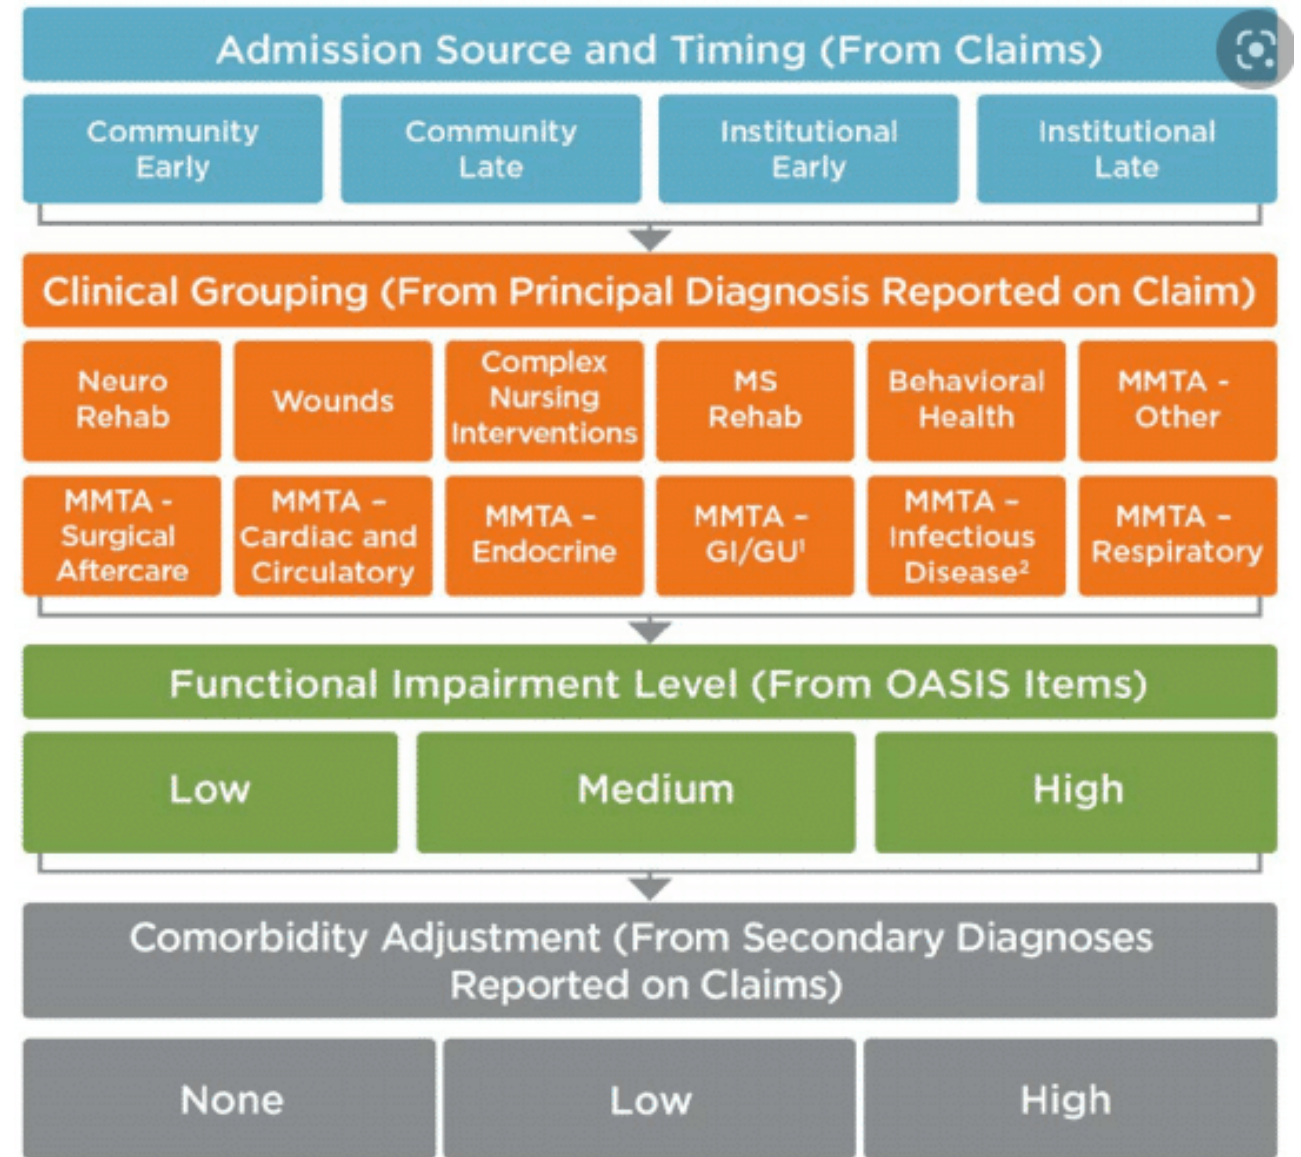 Admission Source and Timing (From Claims)
Community
Early
Community
Late
Institutional
Early
Institutional
Late
Clinical Grouping (From Principal Diagnosis Reported on Claim)
Neuro
Rehab
Wounds
Complex
Nursing
Interventions
MS
Rehab
Behavioral
Health
MMTA -
Other
MMTA -
Surgical
Aftercare
MMTA –
Cardiac and
Circulatory
MMTA –
Endocrine
MMTA –
GI/GU¹
MMTA –
Infectious
Disease²
MMTA –
Respiratory
Functional Impairment Level (From OASIS Items)
Low
Medium
High
Comorbidity Adjustment (From Secondary Diagnoses
Reported on Claims)
None
Low
High